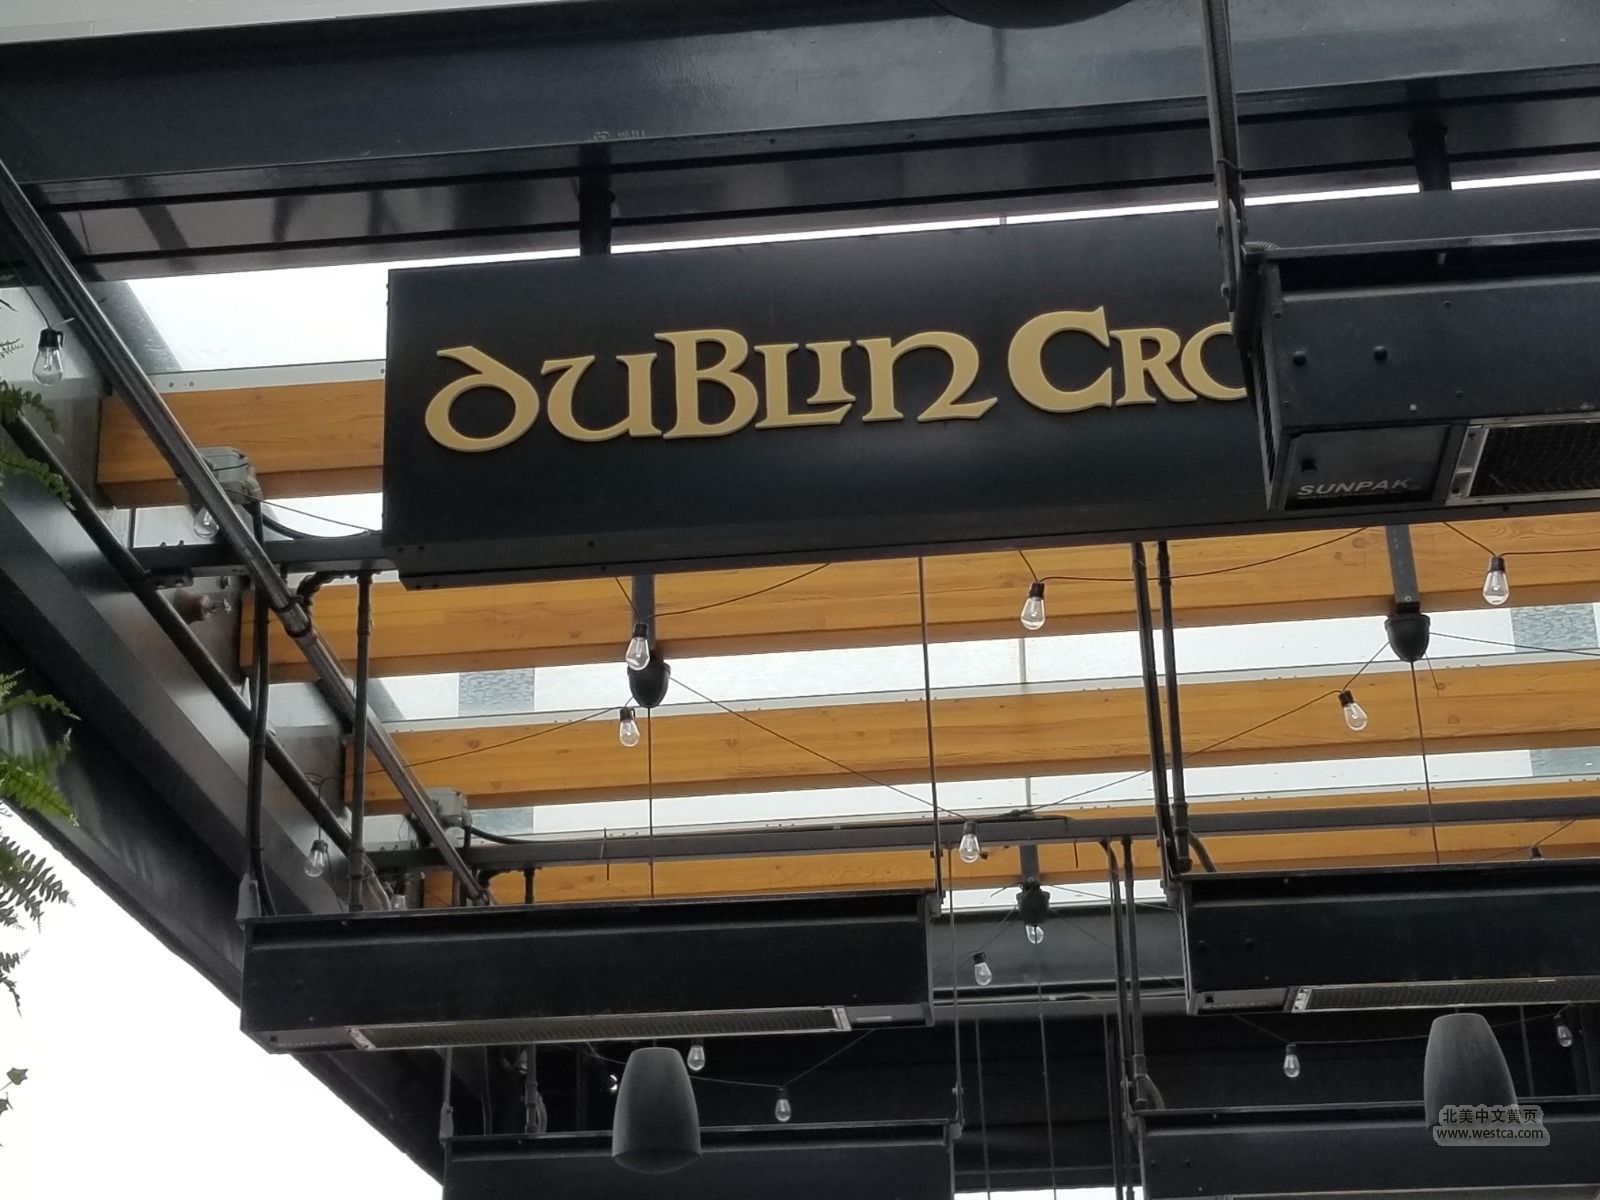 duBLIN CRO
SUNPAK
北美中文黄页
www.westca.com